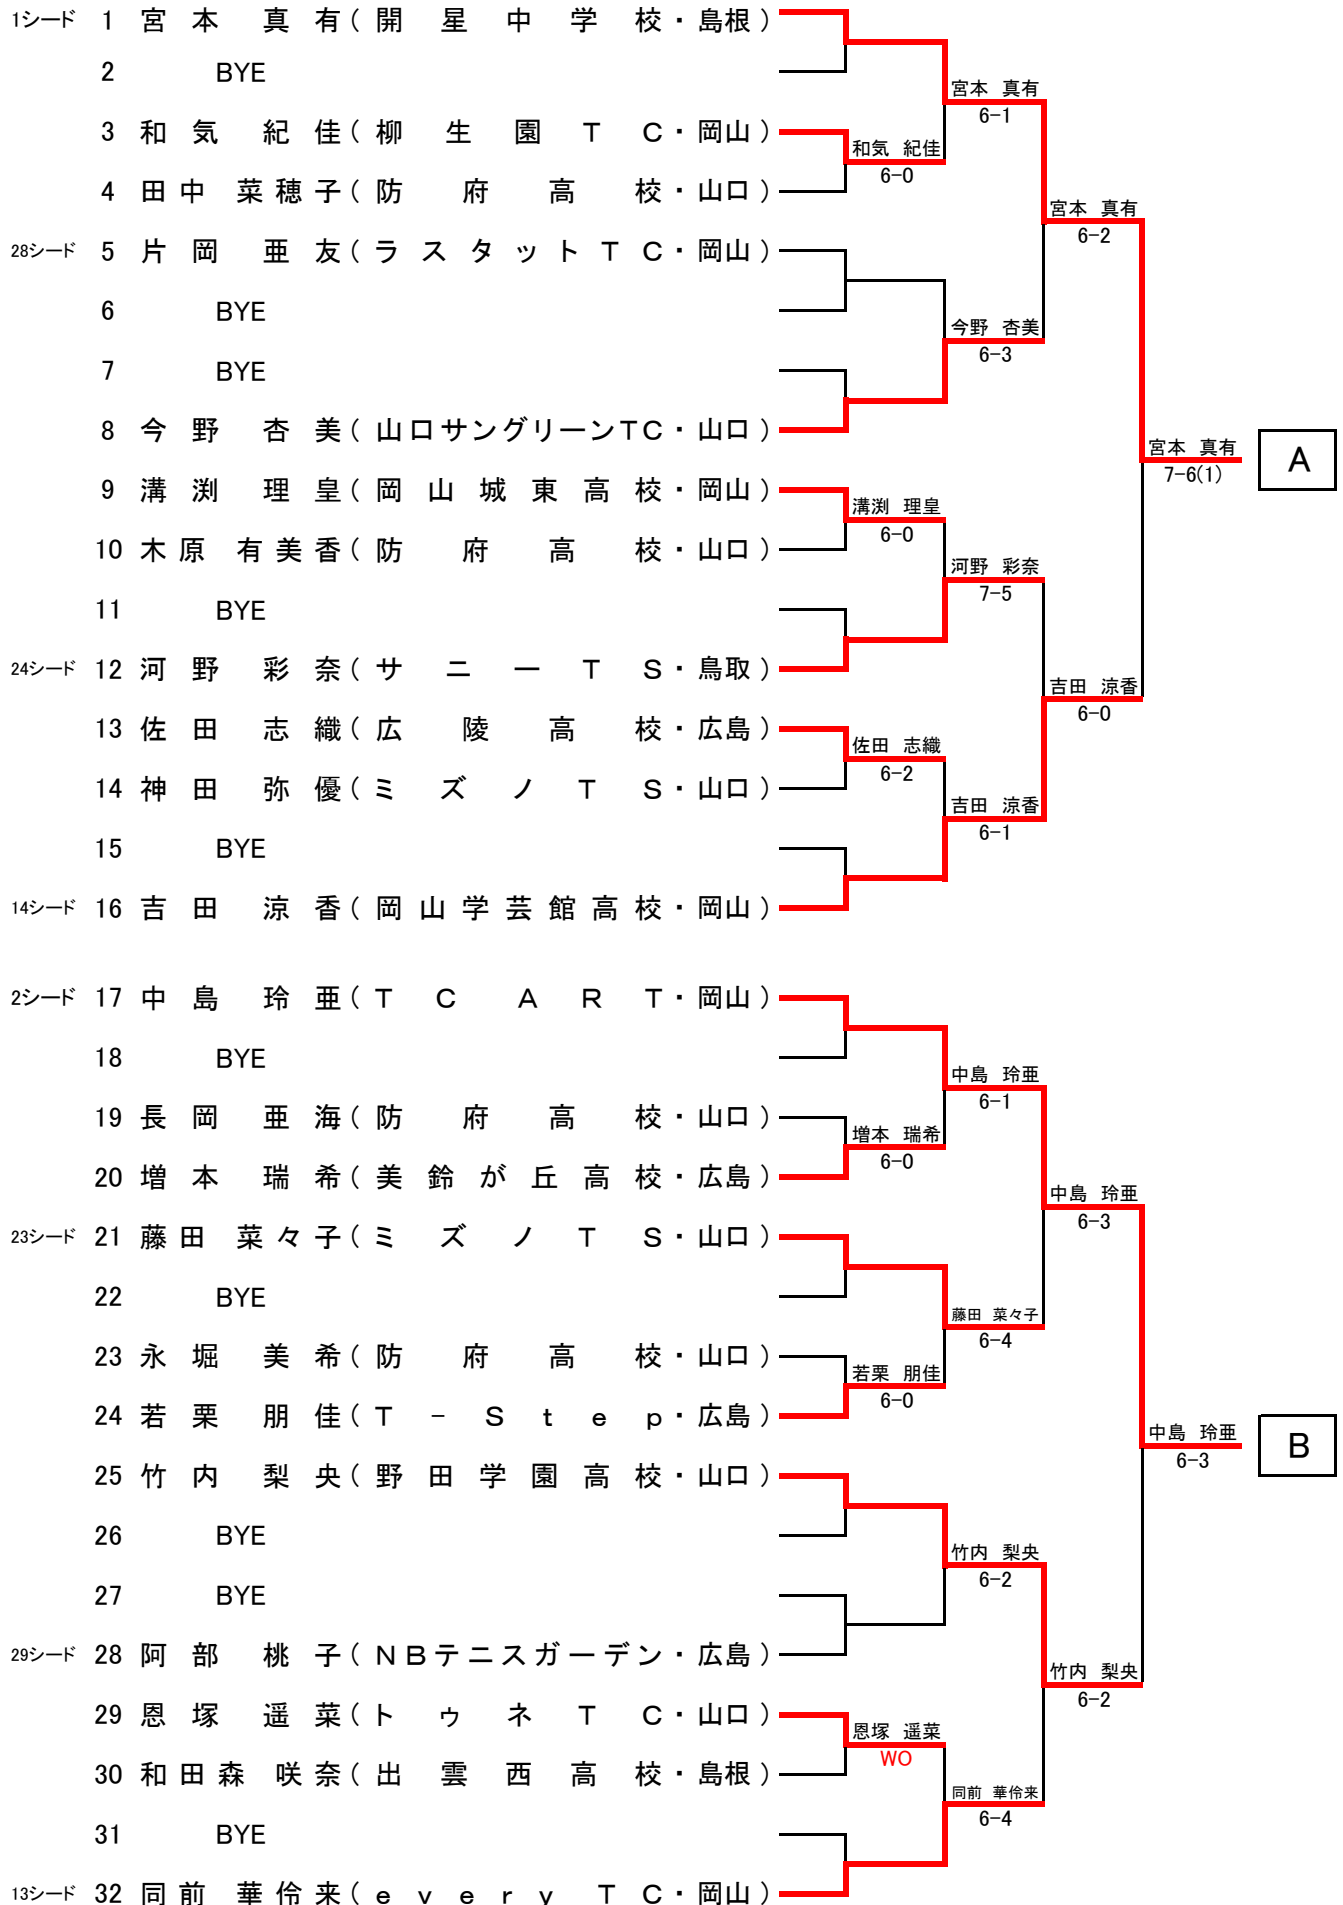 1シード 1 宮本 真有(開星中学校・島根)
2 BYE
宮本 真有
6-1
3 和気 紀佳(柳生園TC・岡山)
和気 紀佳
6-0
4 田中 菜穂子(防府高校・山口)
宮本 真有
6-2
28シード 5 片岡 亜友(ラスタットTC・岡山)
6 BYE
今野 杏美
6-3
7 BYE
8 今野 杏美(山口サングリーンTC・山口)
宮本 真有
7-6(1)
A
9 溝渕 理皇(岡山城東高校・岡山)
溝渕 理皇
6-0
10 木原 有美香(防府高校・山口)
河野 彩奈
7-5
11 BYE
24シード 12 河野 彩奈(サニーTS・鳥取)
吉田 涼香
6-0
13 佐田 志織(広陵高校・広島)
佐田 志織
6-2
14 神田 弥優(ミズノTS・山口)
吉田 涼香
6-1
15 BYE
14シード 16 吉田 涼香(岡山学芸館高校・岡山)
2シード 17 中島 玲亜(TC ART・岡山)
18 BYE
中島 玲亜
6-1
19 長岡 亜海(防府高校・山口)
増本 瑞希
6-0
20 増本 瑞希(美鈴が丘高校・広島)
中島 玲亜
6-3
23シード 21 藤田 菜々子(ミズノTS・山口)
22 BYE
藤田 菜々子
6-4
23 永堀 美希(防府高校・山口)
若栗 朋佳
6-0
24 若栗 朋佳(T-Step・広島)
中島 玲亜
6-3
B
25 竹内 梨央(野田学園高校・山口)
26 BYE
竹内 梨央
6-2
27 BYE
29シード 28 阿部 桃子(NBテニスガーデン・広島)
竹内 梨央
6-2
29 恩塚 遥菜(トゥネTC・山口)
恩塚 遥菜
WO
30 和田森 咲奈(出雲西高校・島根)
同前 華伶来
6-4
31 BYE
13シード 32 同前 華伶来(every TC・岡山)